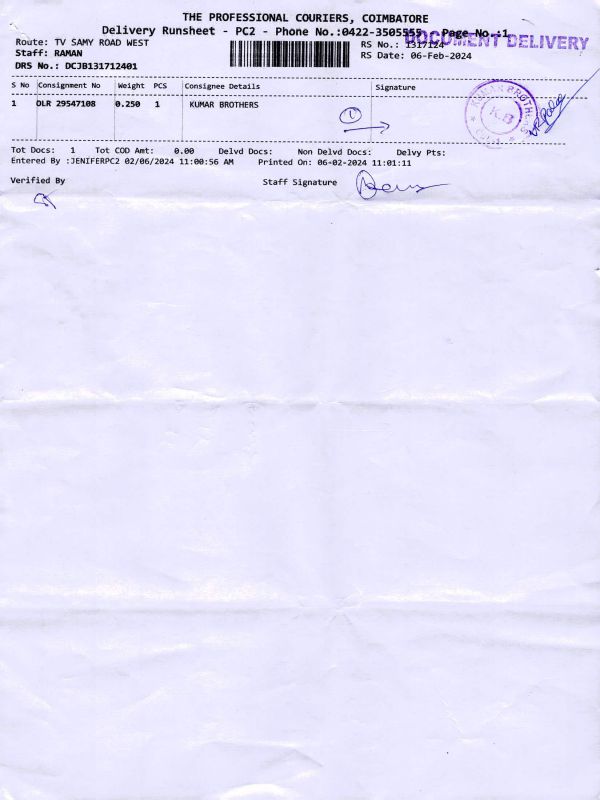 THE PROFESSIONAL COURIERS, COIMBATORE
Delivery Runsheet - PC2 - Phone No.:0422-3505555 Page No.:1
DOCUMENT DELIVERY
Route: TV SAMY ROAD WEST
RS No.: 1317124
Staff: RAMAN
RS Date: 06-Feb-2024
DRS No.: DCJB131712401
S No Consignment No Weight PCS Consignee Details Signature
1 OLR 29547108 0.250 1 KUMAR BROTHERS
1
KUMAR BROTHERS
K.B
Tot Docs: 1 Tot COD Amt: 0.00 Delvd Docs: Non Delvd Docs: Delvy Pts:
Entered By :JENIFERPC2 02/06/2024 11:00:56 AM Printed On: 06-02-2024 11:01:11
Verified By Staff Signature